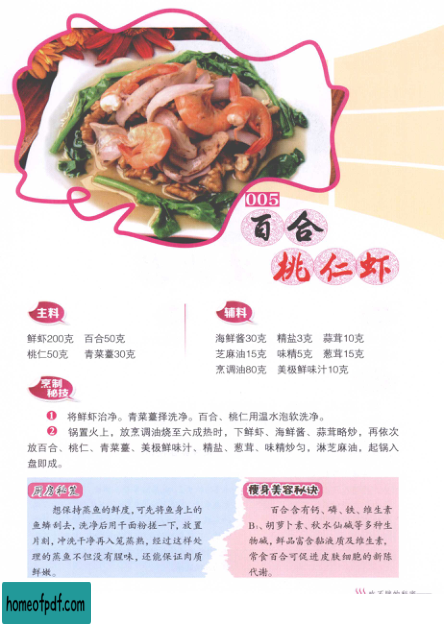 005
百合
桃仁虾
主料
鲜虾200克 百合50克
桃仁50克 青菜薹30克
辅料
海鲜酱30克 精盐3克 蒜茸10克
芝麻油15克 味精5克 葱茸15克
烹调油80克 美极鲜味汁10克
烹制
秘技
❶ 将鲜虾治净。青菜薹择洗净。百合、桃仁用温水泡软洗净。
❷ 锅置火上，放烹调油烧至六成热时，下鲜虾、海鲜酱、蒜茸略炒，再依次
放百合、桃仁、青菜薹、美极鲜味汁、精盐、葱茸、味精炒匀，淋芝麻油，起锅入
盘即成。
厨房私苑
想保持蒸鱼的鲜度，可先将鱼身上的
鱼鳞刮去，洗净后用干面粉搓一下，放置
片刻，冲洗干净再入笼蒸熟，经过这样处
理的蒸鱼不但没有腥味，还能保证肉质
鲜嫩。
瘦身美容秘诀
百合含有钙、磷、铁、维生素
B₁、胡萝卜素、秋水仙碱等多种生
物碱，鲜品富含黏液质及维生素，
常食百合可促进皮肤细胞的新陈
代谢。
homeofpdf.com